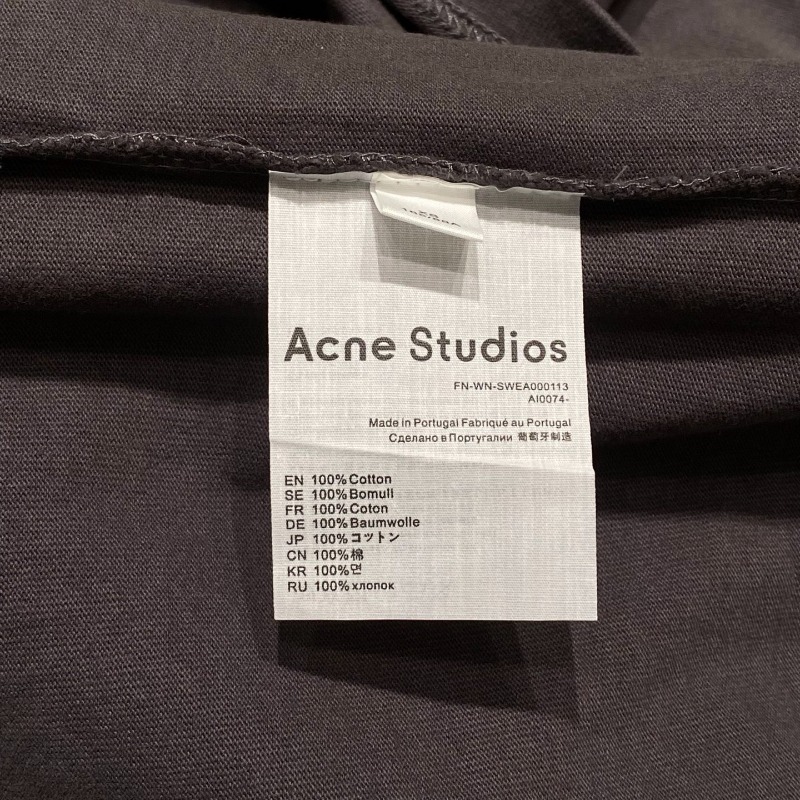 Acne Studios
FN-WN-SWEA000113
AI0074-
Made in Portugal Fabriqué au Portugal
Сделано в Португалии 葡萄牙制造
EN 100% Cotton
SE 100% Bomull
FR 100% Coton
DE 100% Baumwolle
JP 100% コットン
CN 100% 棉
KR 100% 면
RU 100% хлопок